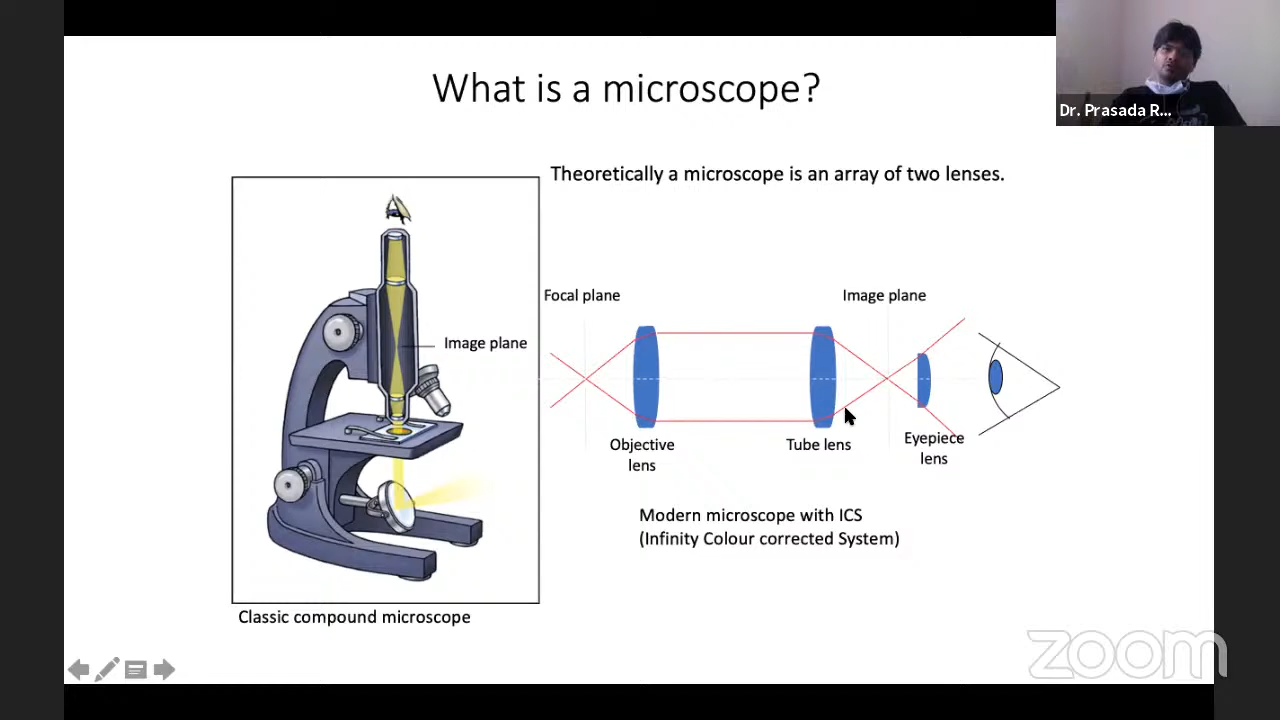 What is a microscope?
Dr. Prasada R...
Theoretically a microscope is an array of two lenses.
Focal plane
Image plane
Image plane
Objective
lens
Tube lens
Eyepiece
lens
Modern microscope with ICS
(Infinity Colour corrected System)
Classic compound microscope
zoom